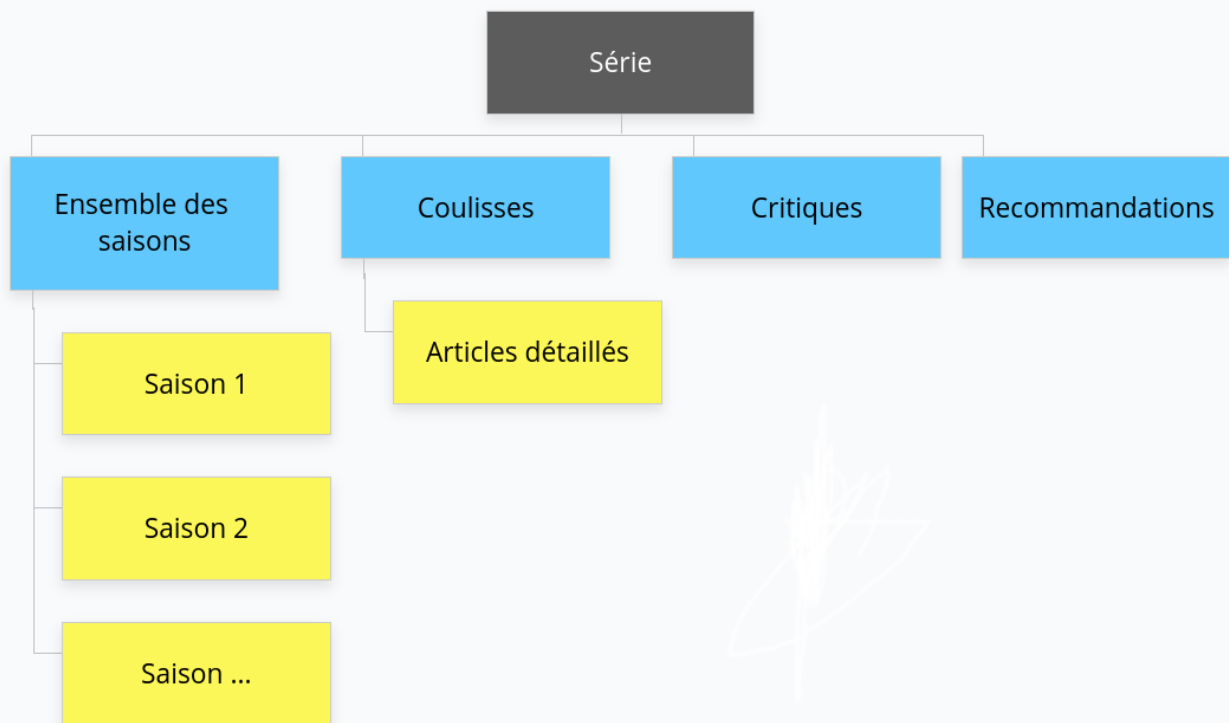 Série
Ensemble des
saisons
Coulisses
Critiques
Recommandations
Articles détaillés
Saison 1
Saison 2
Saison ...